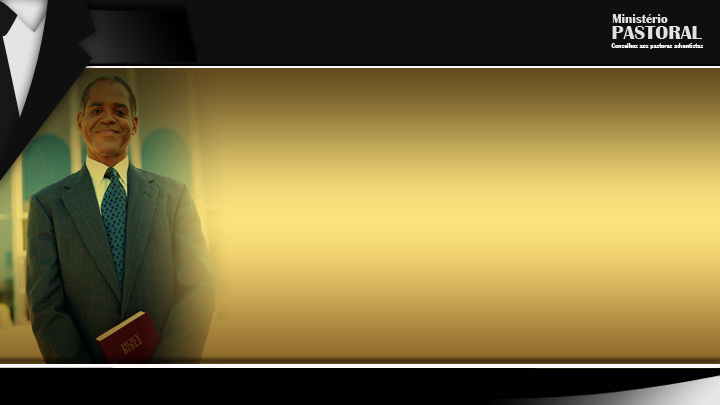 Ministério
PASTORAL
Conselhos aos pastores adventistas
HOLY
BIBLE